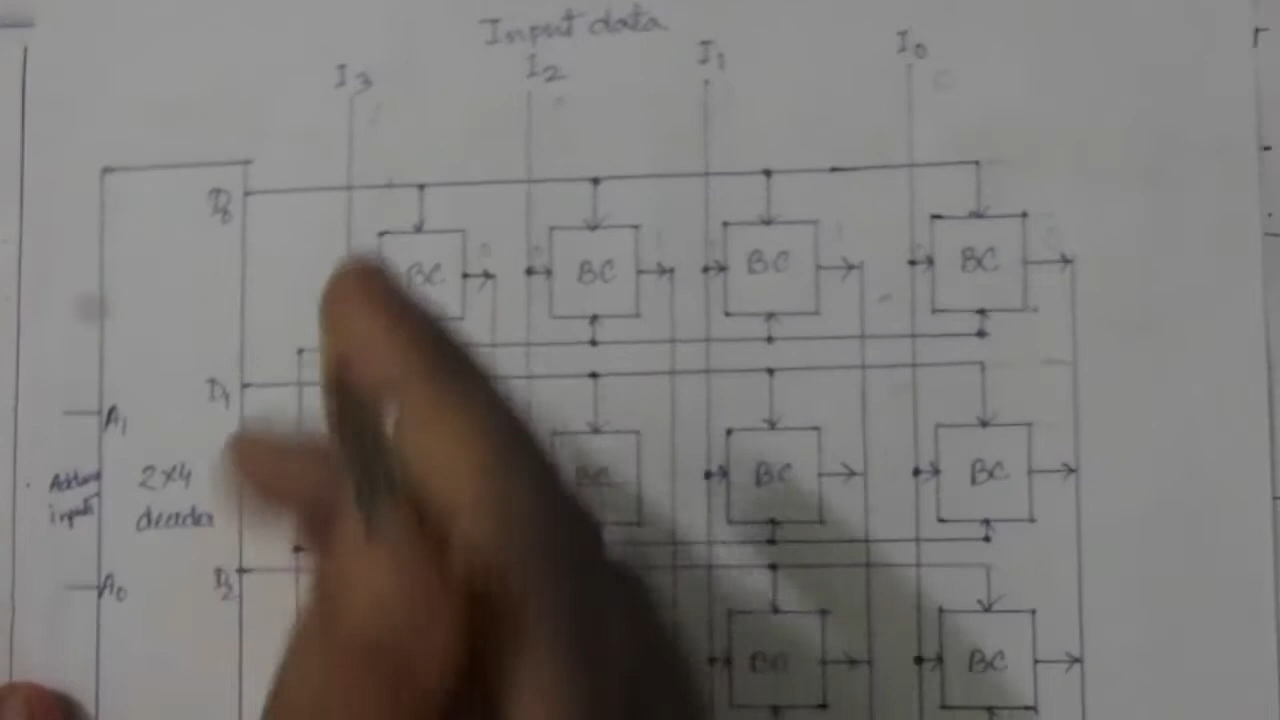 Input data
I3 I2 I1 I0
D0
BC BC BC BC
D1
A1
BC BC BC
2x4
decoder
inputs
D2
A0
BC BC